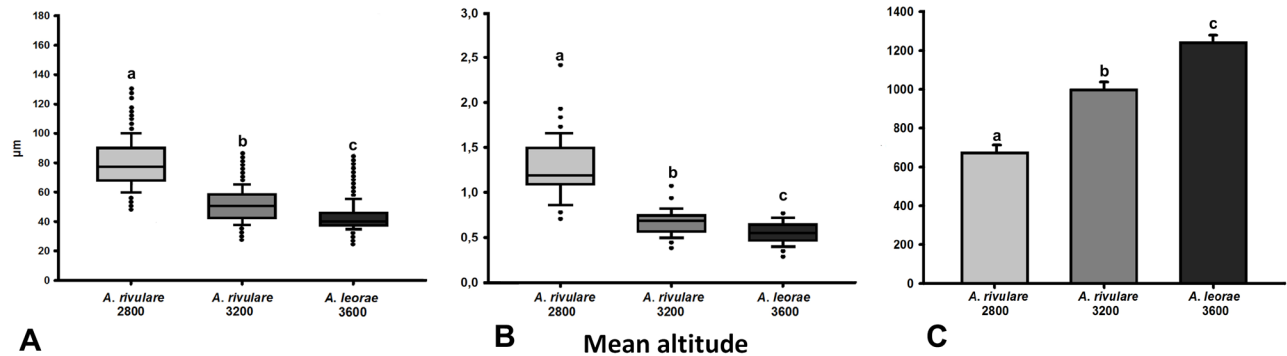 180
160
140
120
100
80
60
40
20
0
µm
a
b
c
A. rivulare
2800
A. rivulare
3200
A. leorae
3600
A
3,0
2,5
2,0
1,5
1,0
0,5
0,0
a
b
c
A. rivulare
2800
A. rivulare
3200
A. leorae
3600
B
Mean altitude
1400
1200
1000
800
600
400
200
0
a
b
c
A. rivulare
2800
A. rivulare
3200
A. leorae
3600
C